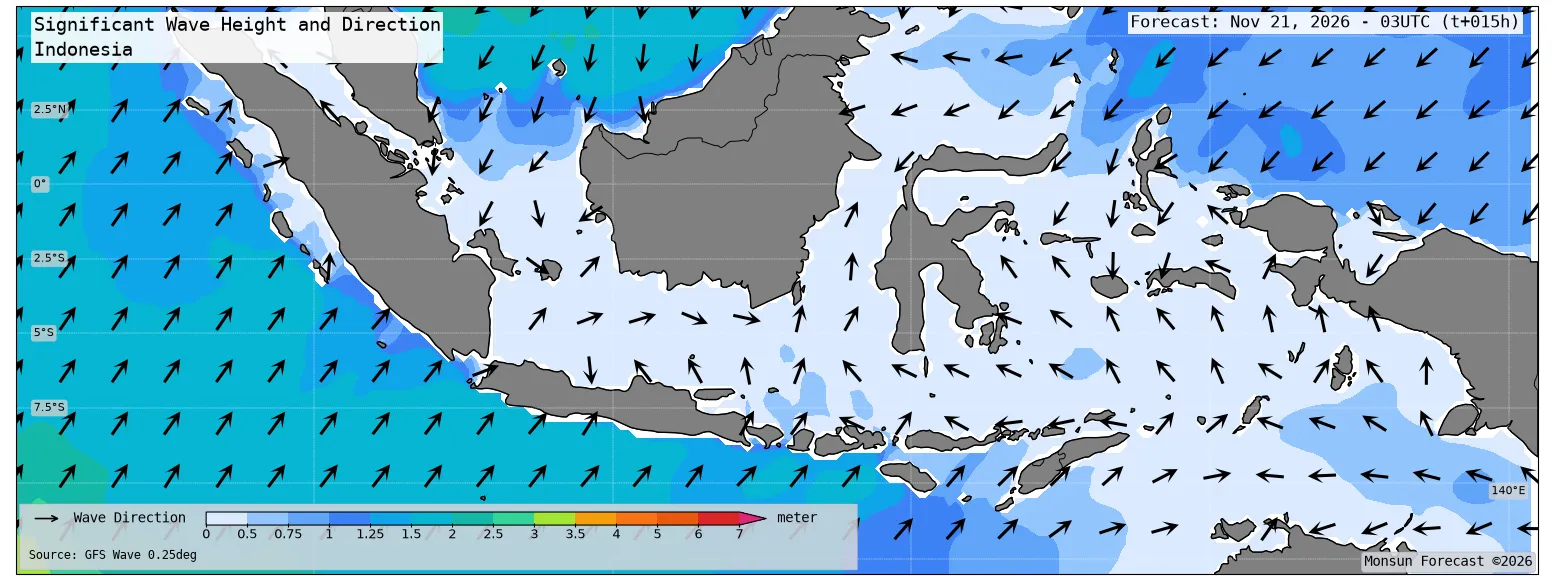 Significant Wave Height and Direction
Indonesia
Forecast: Nov 21, 2026 - 03UTC (t+015h)
2.5°N
0°
2.5°S
5°S
7.5°S
140°E
Wave Direction
0 0.5 0.75 1 1.25 1.5 2 2.5 3 3.5 4 5 6 7
meter
Source: GFS Wave 0.25deg
Monsun Forecast ©2026